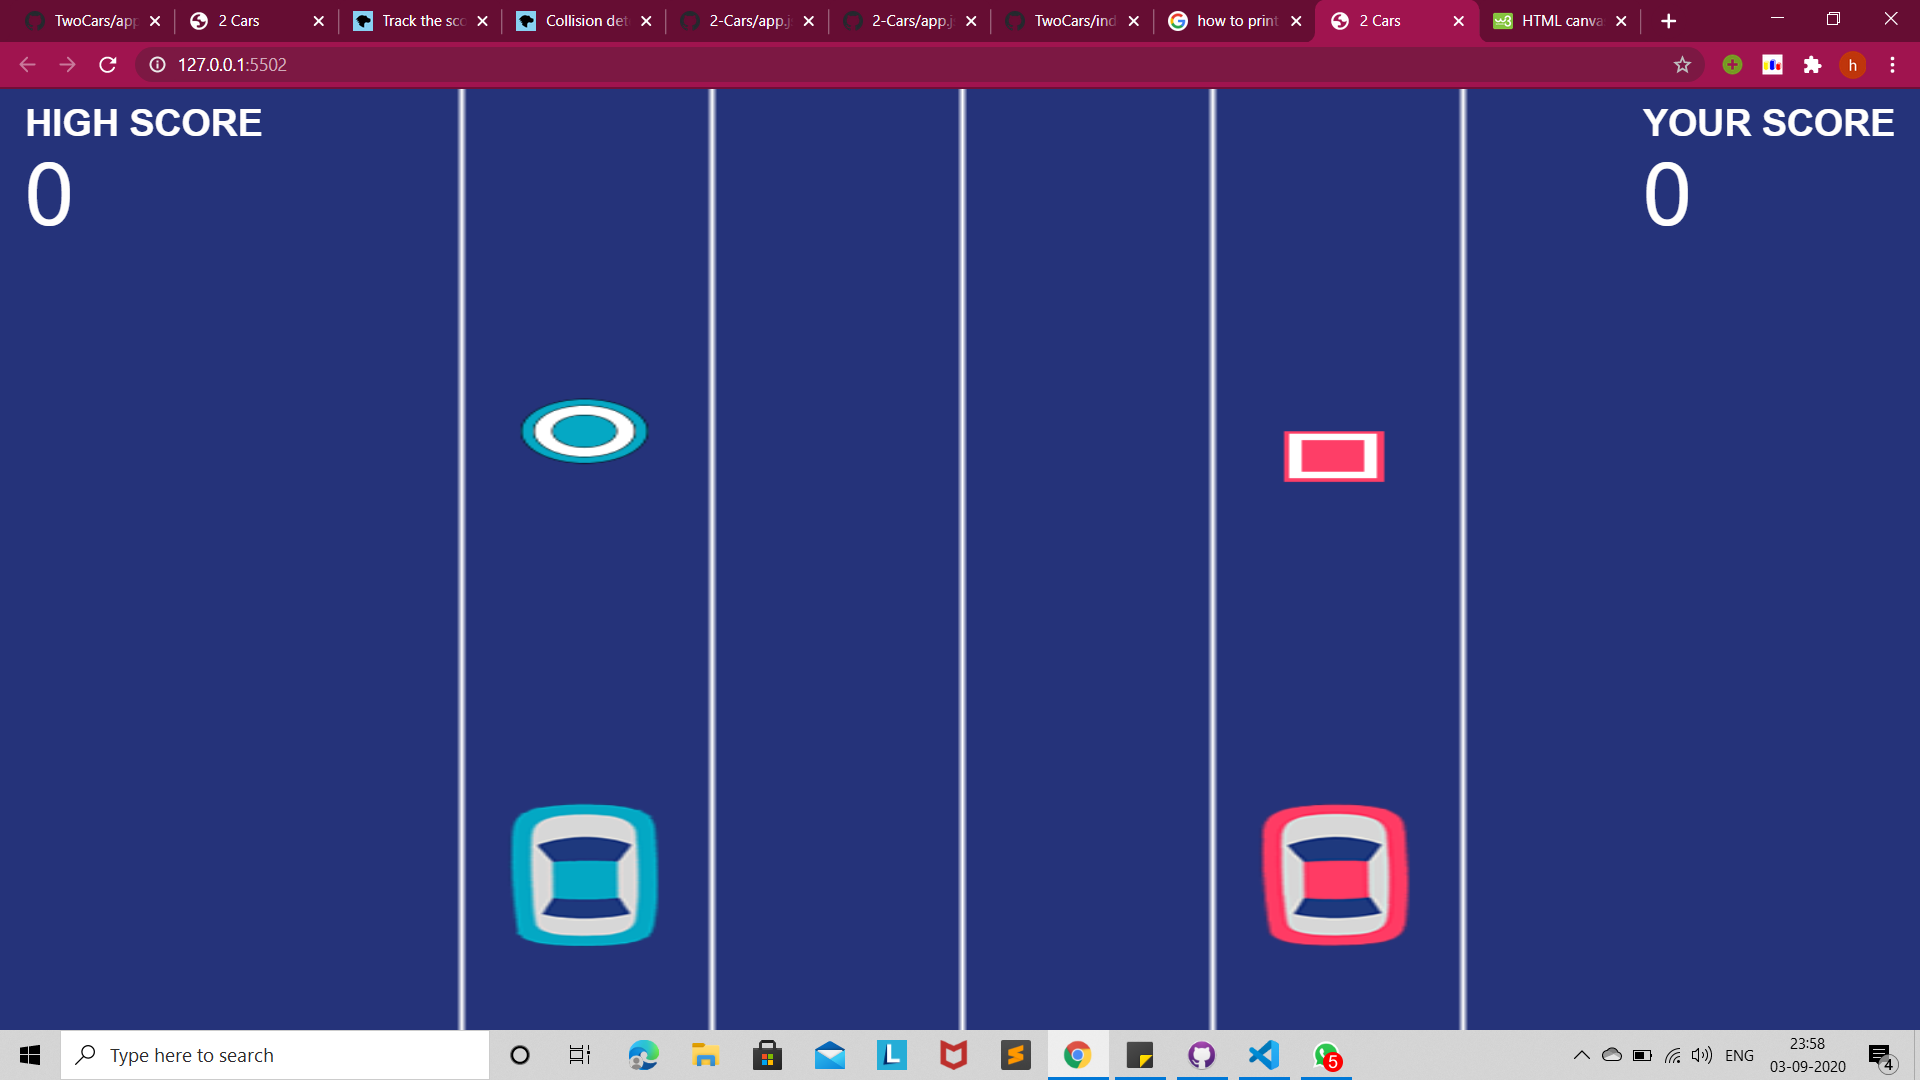 TwoCars/app
2 Cars
Track the sco
Collision det
2-Cars/app.j
2-Cars/app.j
TwoCars/ind
how to print
2 Cars
HTML canva
127.0.0.1:5502
h
HIGH SCORE
0
YOUR SCORE
0
Type here to search
L
5
ENG
23:58
03-09-2020
4